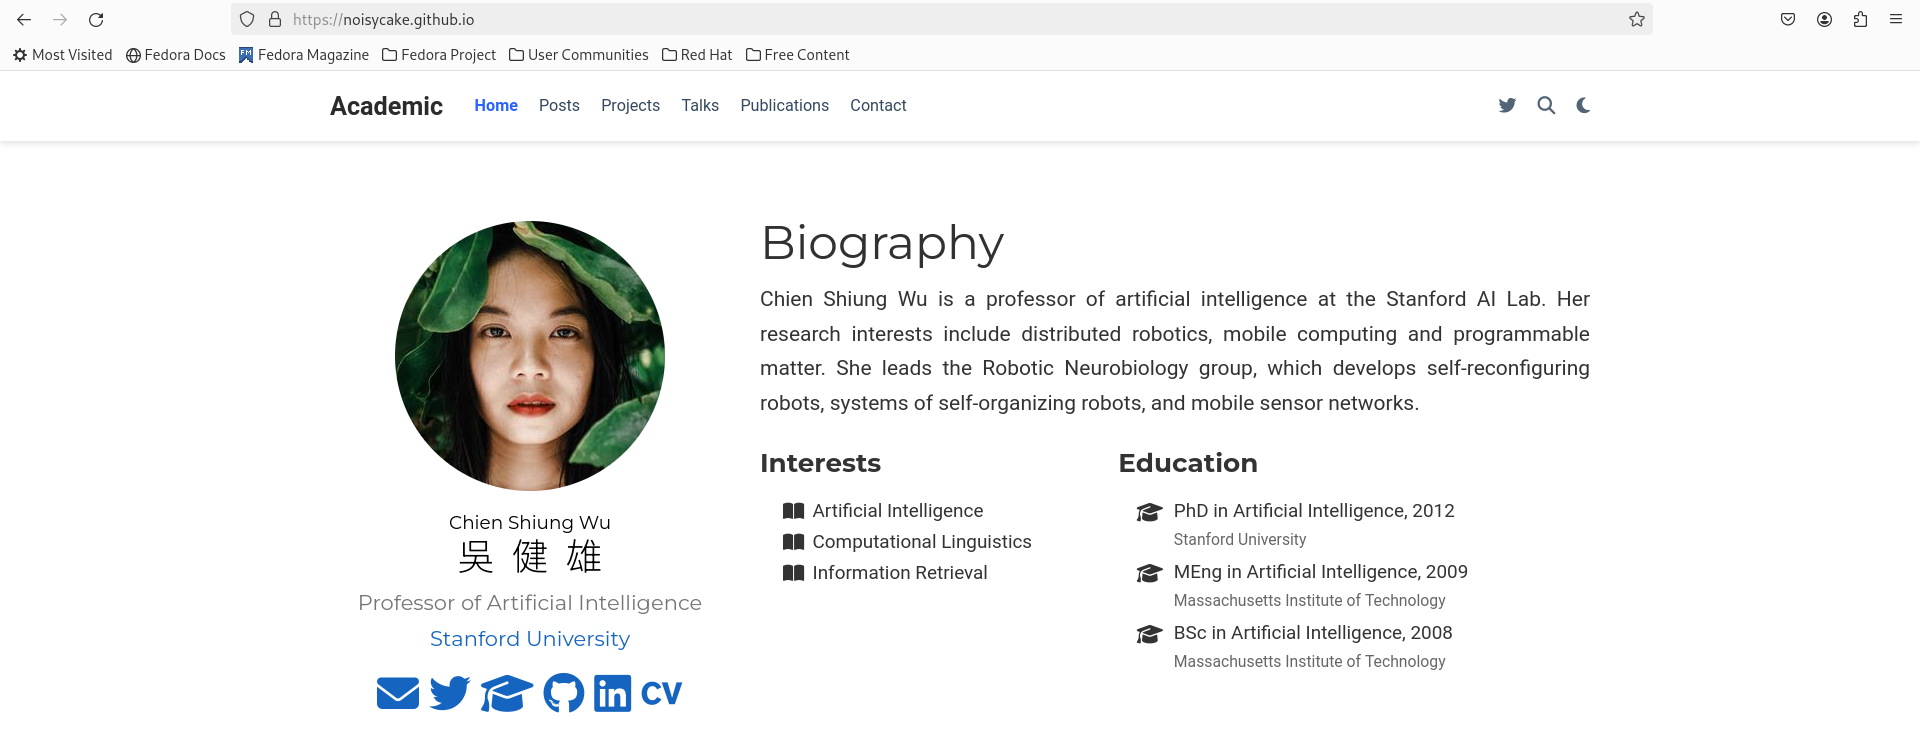 https://noisycake.github.io
Most Visited Fedora Docs Fedora Magazine Fedora Project User Communities Red Hat Free Content
Academic Home Posts Projects Talks Publications Contact
Biography
Chien Shiung Wu is a professor of artificial intelligence at the Stanford AI Lab. Her
research interests include distributed robotics, mobile computing and programmable
matter. She leads the Robotic Neurobiology group, which develops self-reconfiguring
robots, systems of self-organizing robots, and mobile sensor networks.
Chien Shiung Wu
吳健雄
Professor of Artificial Intelligence
Stanford University
CV
Interests
Artificial Intelligence
Computational Linguistics
Information Retrieval
Education
PhD in Artificial Intelligence, 2012
Stanford University
MEng in Artificial Intelligence, 2009
Massachusetts Institute of Technology
BSc in Artificial Intelligence, 2008
Massachusetts Institute of Technology